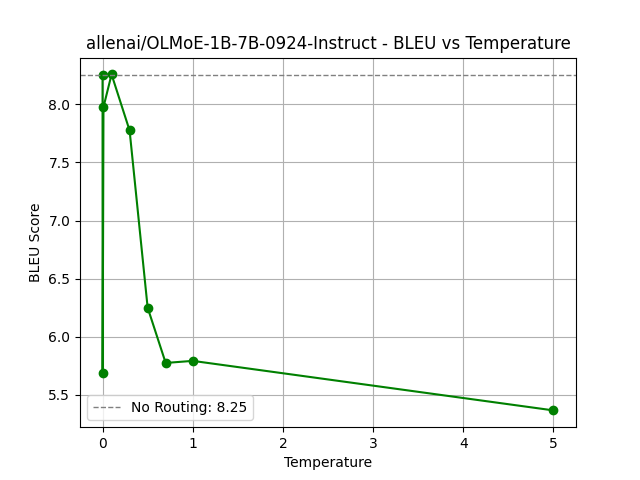 allenai/OLMoE-1B-7B-0924-Instruct - BLEU vs Temperature
8.0
7.5
7.0
6.5
6.0
5.5
BLEU Score
No Routing: 8.25
0 1 2 3 4 5
Temperature